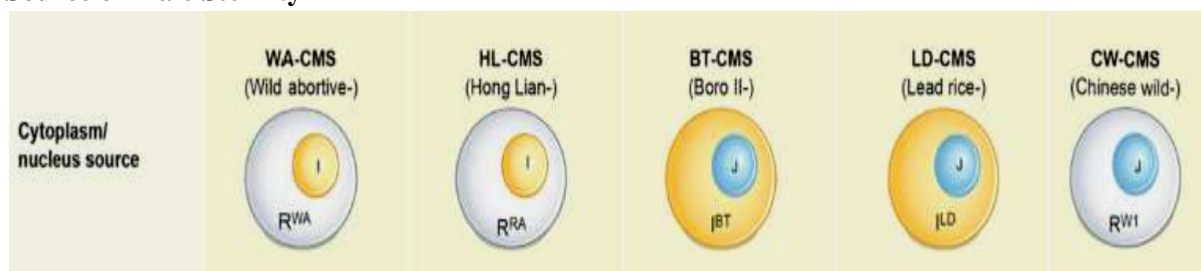 WA-CMS
(Wild abortive-)
HL-CMS
(Hong Lian-)
BT-CMS
(Boro II-)
LD-CMS
(Lead rice-)
CW-CMS
(Chinese wild-)
Cytoplasm/
nucleus source
I
RWA
I
RRA
J
IBT
J
ILD
J
RW1